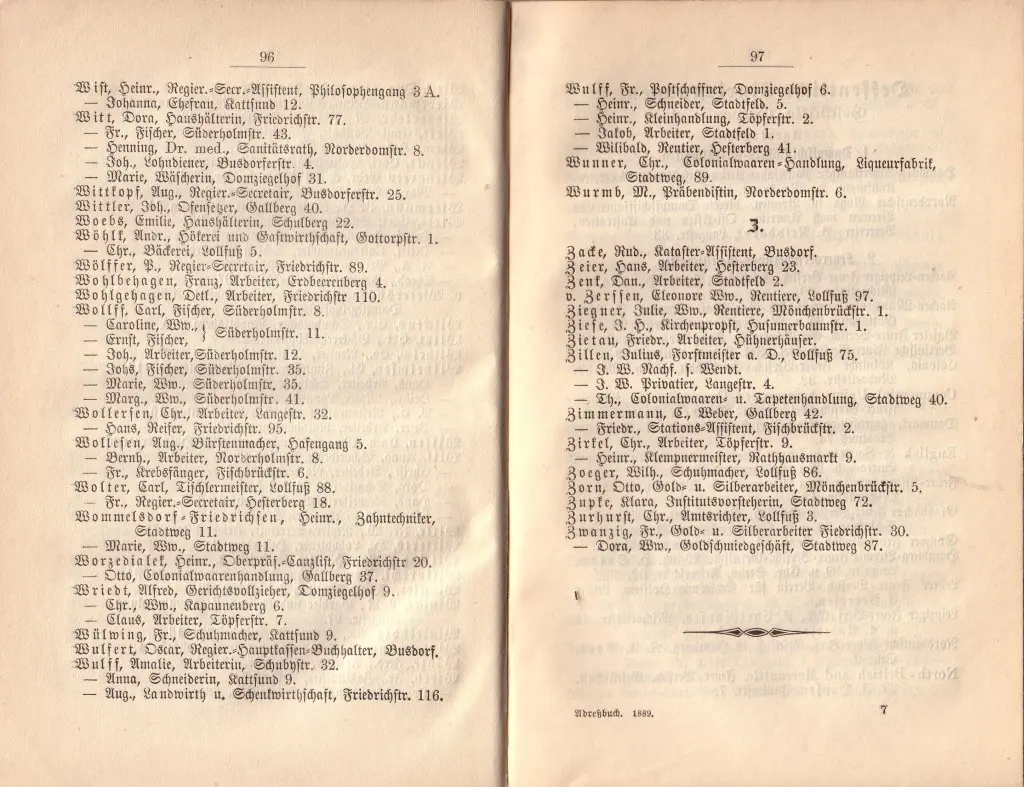 96
Wist, Heinr., Regier.-Secr.-Assistent, Philosophengang 3 A.
— Johanna, Ehefrau, Kattsund 12.
Witt, Dora, Haushälterin, Friedrichstr. 77.
— Fr., Fischer, Süderholmstr. 43.
— Henning, Dr. med., Sanitätsrath, Norderdomstr. 8.
— Joh., Lohndiener, Busdorferstr. 4.
— Marie, Wäscherin, Domziegelhof 31.
Wittkopf, Aug., Regier.-Secretair, Busdorferstr. 25.
Wittler, Joh., Ofensetzer, Gallberg 40.
Woebs, Emilie, Haushälterin, Schulberg 22.
Wöhlk, Andr., Hökerei und Gastwirthschaft, Gottorpstr. 1.
— Chr., Bäckerei, Lollfuß 5.
Wölffer, P., Regier-Secretair, Friedrichstr. 89.
Wohlbehagen, Franz, Arbeiter, Erdbeerenberg 4.
Wohlgehagen, Detl., Arbeiter, Friedrichstr 110.
Wollff, Carl, Fischer, Süderholmstr. 8.
— Caroline, Ww.,
— Ernst, Fischer, } Süderholmstr. 11.
— Joh., Arbeiter,Süderholmstr. 12.
— Johs, Fischer, Süderholmstr. 35.
— Marie, Ww., Süderholmstr. 35.
— Marg., Ww., Süderholmstr. 41.
Wollersen, Chr., Arbeiter, Langestr. 32.
— Hans, Reifer, Friedrichstr. 95.
Wollesen, Aug., Bürstenmacher, Hafengang 5.
— Bernh., Arbeiter, Norderholmstr. 8.
— Fr., Krebsfänger, Fischbrückstr. 6.
Wolter, Carl, Tischlermeister, Lollfuß 88.
— Fr., Regier.-Secretair, Hesterberg 18.
Wommelsdorf-Friedrichsen, Heinr., Zahntechniker,
Stadtweg 11.
— Marie, Ww., Stadtweg 11.
Worzedialek, Heinr., Oberpräs.-Canzlist, Friedrichstr 20.
— Otto, Colonialwaarenhandlung, Gallberg 37.
Wriedt, Alfred, Gerichtsvollzieher, Domziegelhof 9.
— Chr., Ww., Kapaunenberg 6.
— Claus, Arbeiter, Töpferstr. 7.
Wülwing, Fr., Schuhmacher, Kattsund 9.
Wulfert, Oscar, Regier.-Hauptkassen-Buchhalter, Busdorf.
Wulff, Amalie, Arbeiterin, Schubystr. 32.
— Anna, Schneiderin, Kattsund 9.
— Aug., Landwirth u. Schenkwirthschaft, Friedrichstr. 116.
97
Wulff, Fr., Postschaffner, Domziegelhof 6.
— Heinr., Schneider, Stadtfeld. 5.
— Heinr., Kleinhandlung, Töpferstr. 2.
— Jakob, Arbeiter, Stadtfeld 1.
— Wilibald, Rentier, Hesterberg 41.
Wunner, Chr., Colonialwaaren-Handlung, Liqueurfabrik,
Stadtweg, 89.
Wurmb, M., Präbendistin, Norderdomstr. 6.
Z.
Zacke, Rud., Kataster-Assistent, Busdorf.
Zeier, Hans, Arbeiter, Hesterberg 23.
Zenk, Dan., Arbeiter, Stadtfeld 2.
v. Zerssen, Eleonore Ww., Rentiere, Lollfuß 97.
Ziegner, Julie, Ww., Rentiere, Mönchenbrückstr. 1.
Ziese, J. H., Kirchenpropst, Husumerbaumstr. 1.
Zietau, Friedr., Arbeiter, Hühnerhäuser.
Zillen, Julius, Forstmeister a. D., Lollfuß 75.
— J. W. Nachf. s. Wendt.
— J. W. Privatier, Langestr. 4.
— Th., Colonialwaaren- u. Tapetenhandlung, Stadtweg 40.
Zimmermann, C., Weber, Gallberg 42.
— Friedr., Stations-Assistent, Fischbrückstr. 2.
Zirkel, Chr., Arbeiter, Töpferstr. 9.
— Heinr., Klempnermeister, Rathhausmarkt 9.
Zoeger, Wilh., Schuhmacher, Lollfuß 86.
Zorn, Otto, Gold- u. Silberarbeiter, Mönchenbrückstr. 5.
Zupke, Klara, Institutsvorsteherin, Stadtweg 72.
Zurhurst, Chr., Amtsrichter, Lollfuß 3.
Zwanzig, Fr., Gold- u. Silberarbeiter Fiedrichstr. 30.
— Dora, Ww., Goldschmiedgeschäft, Stadtweg 87.
Adreßbuch. 1889.
7